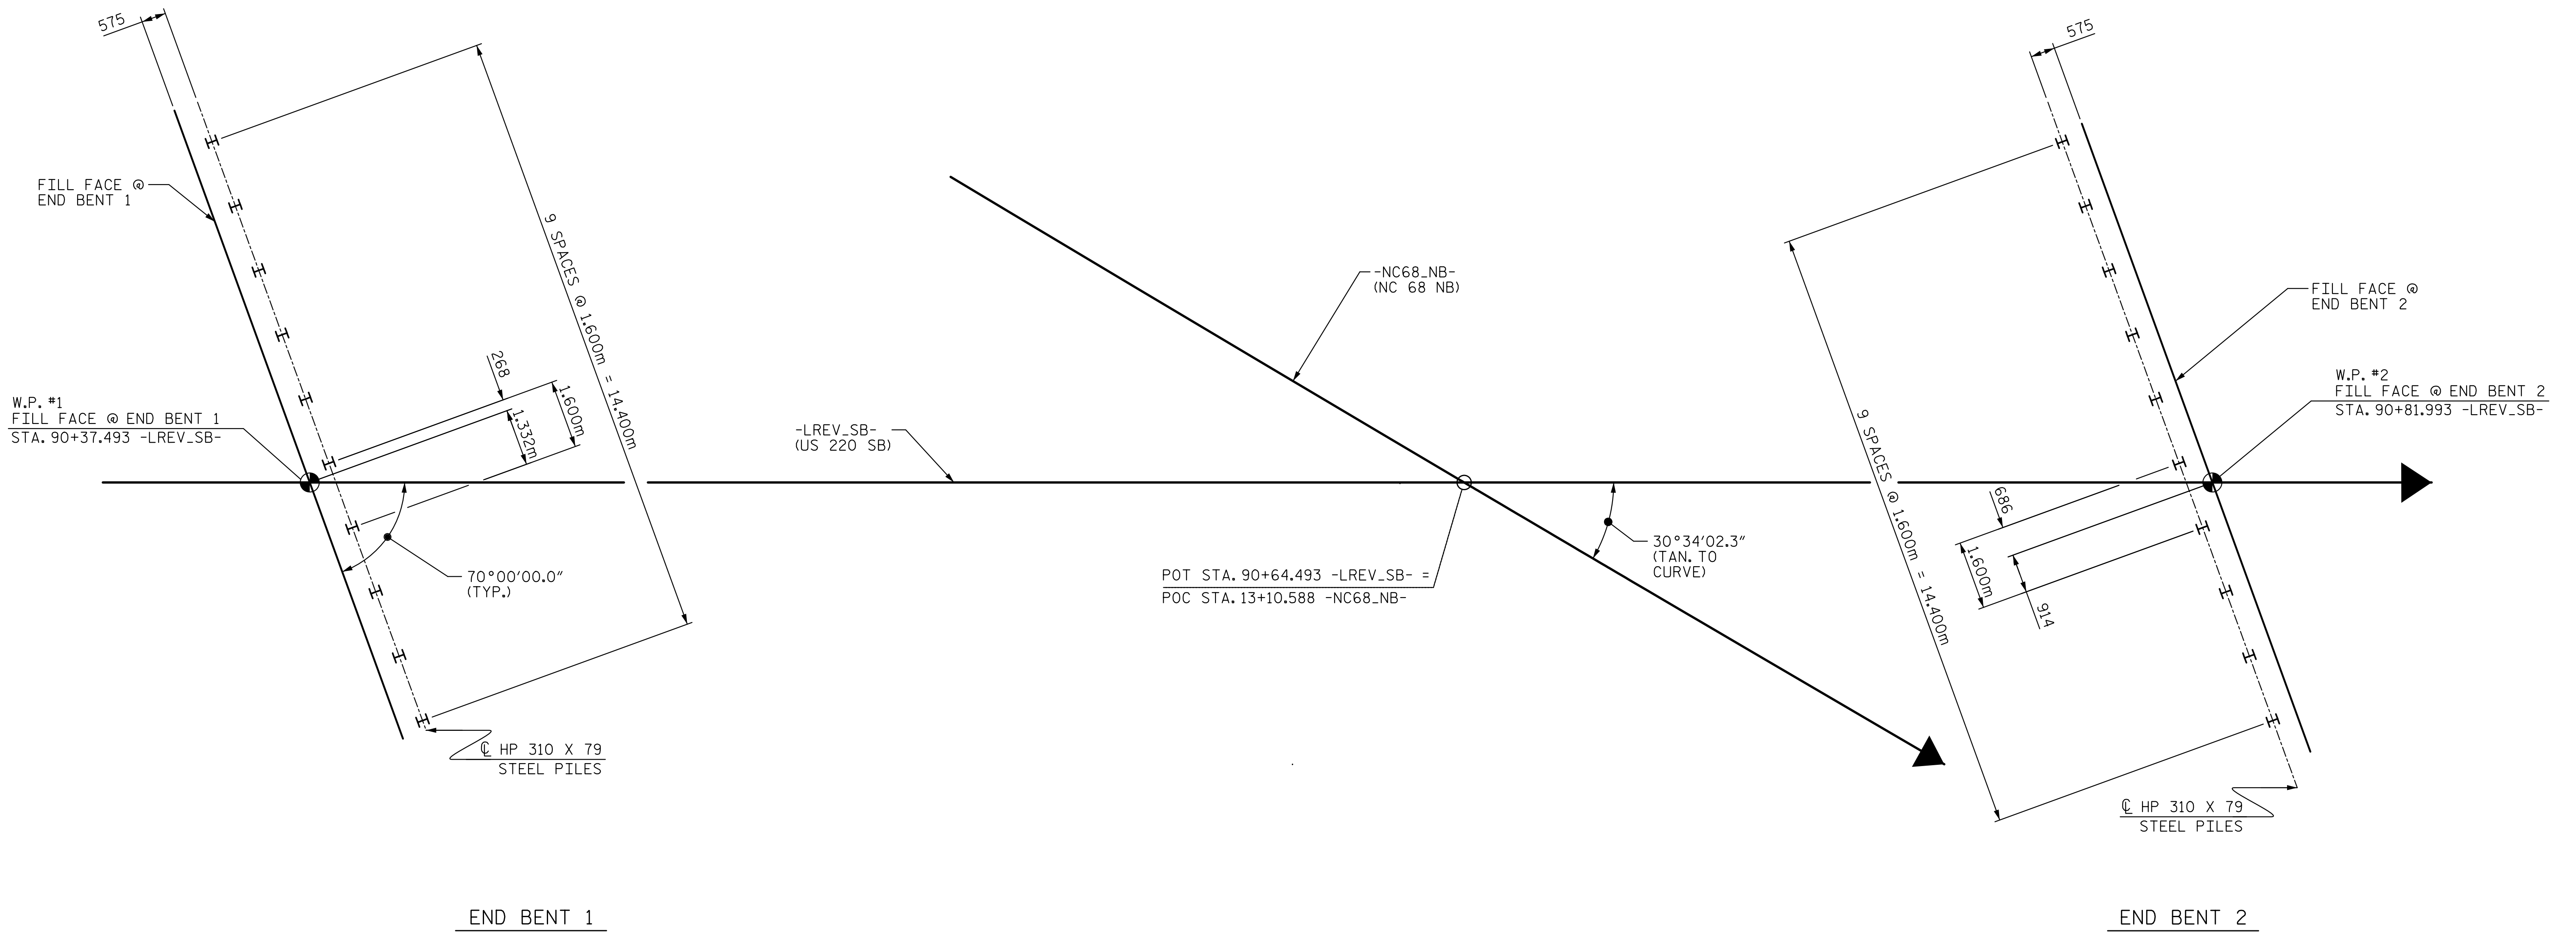 575
575
FILL FACE @
END BENT 1
9 SPACES @ 1.600m = 14.400m
-NC68_NB-
(NC 68 NB)
FILL FACE @
END BENT 2
268
1.600m
1.332m
W.P. #1
FILL FACE @ END BENT 1
STA. 90+37.493 -LREV_SB-
-LREV_SB-
(US 220 SB)
W.P. #2
FILL FACE @ END BENT 2
STA. 90+81.993 -LREV_SB-
9 SPACES @ 1.600m = 14.400m
686
1.600m
914
70°00'00.0"
(TYP.)
30°34'02.3"
(TAN. TO
CURVE)
POT STA. 90+64.493 -LREV_SB- =
POC STA. 13+10.588 -NC68_NB-
℄ HP 310 X 79
STEEL PILES
℄ HP 310 X 79
STEEL PILES
END BENT 1
END BENT 2